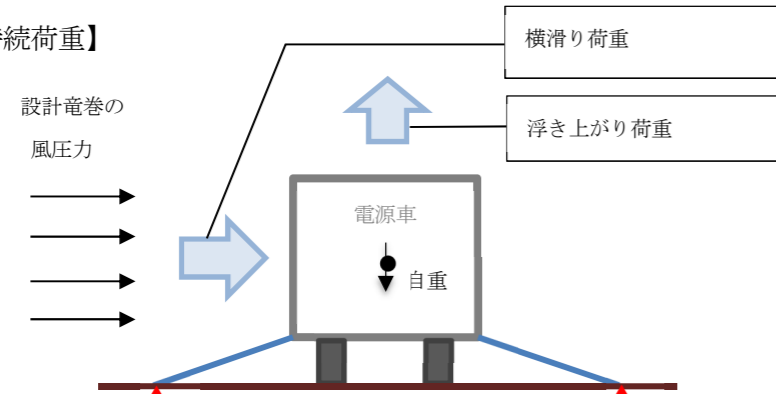 続荷重】
横滑り荷重
設計竜巻の
風圧力
浮き上がり荷重
電源車
自重